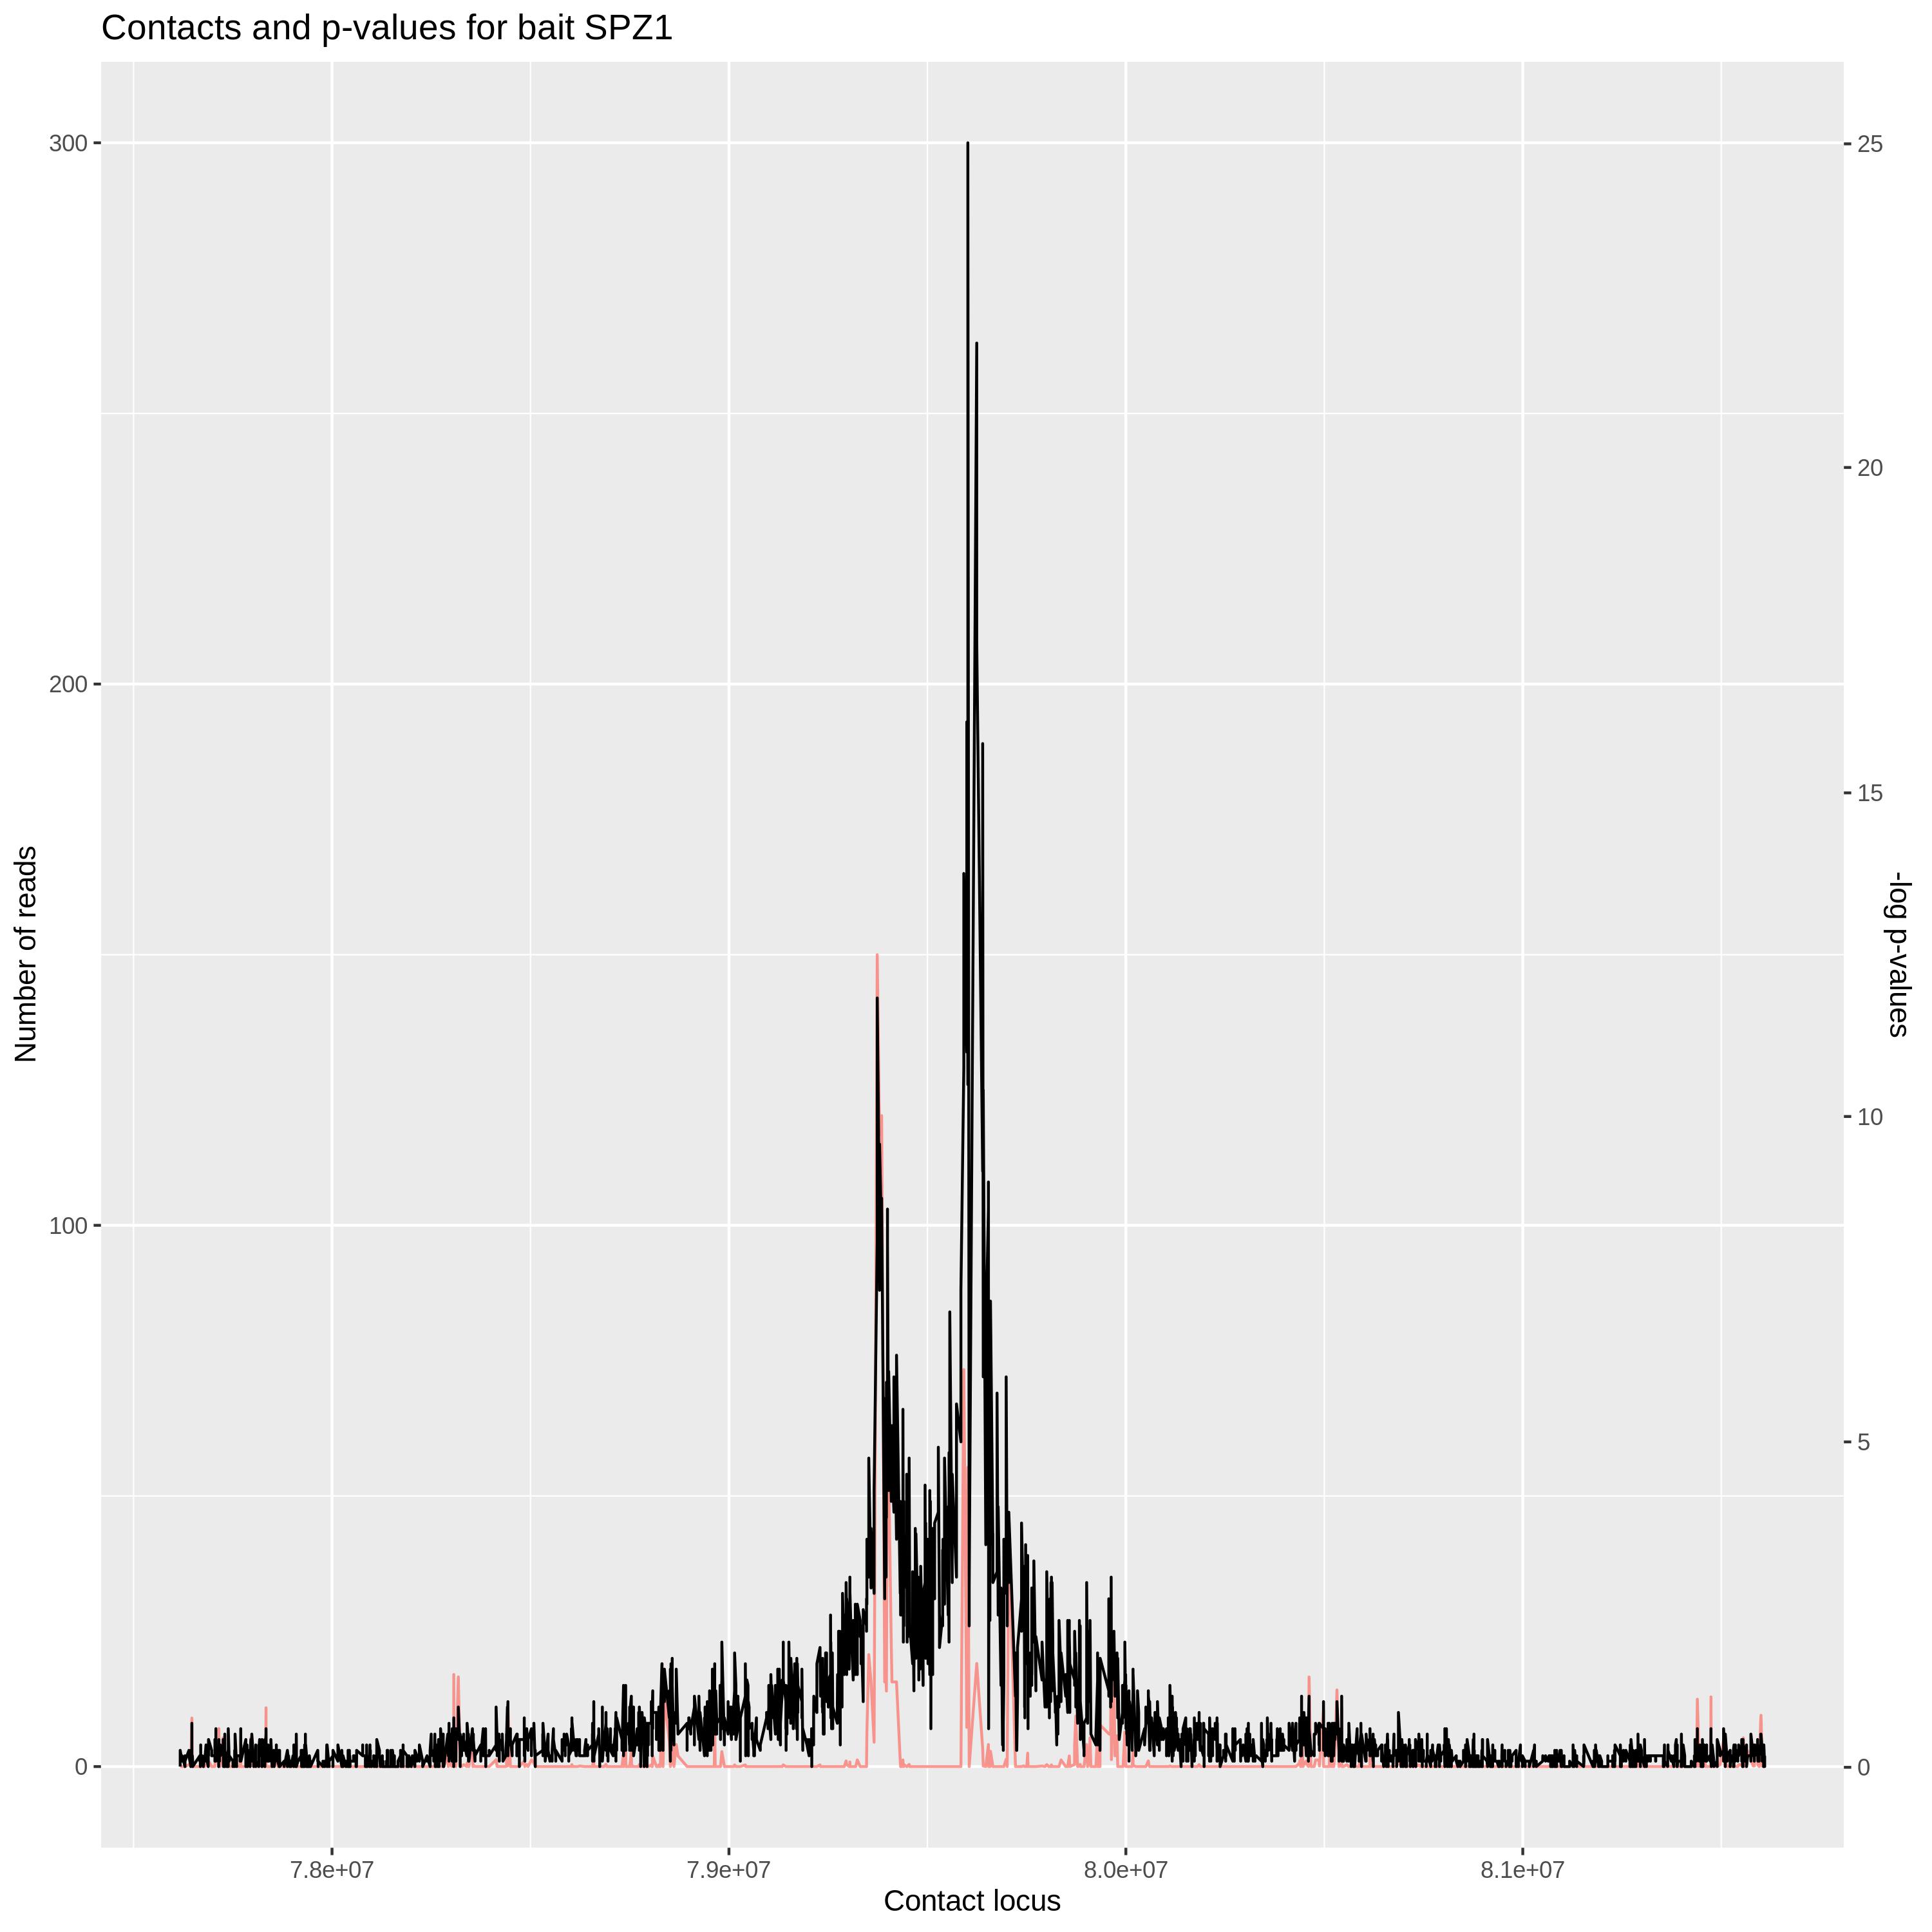 Contacts and p-values for bait SPZ1
300
200
100
0
Number of reads
25
20
15
10
5
0
-log p-values
7.8e+07
7.9e+07
8.0e+07
8.1e+07
Contact locus